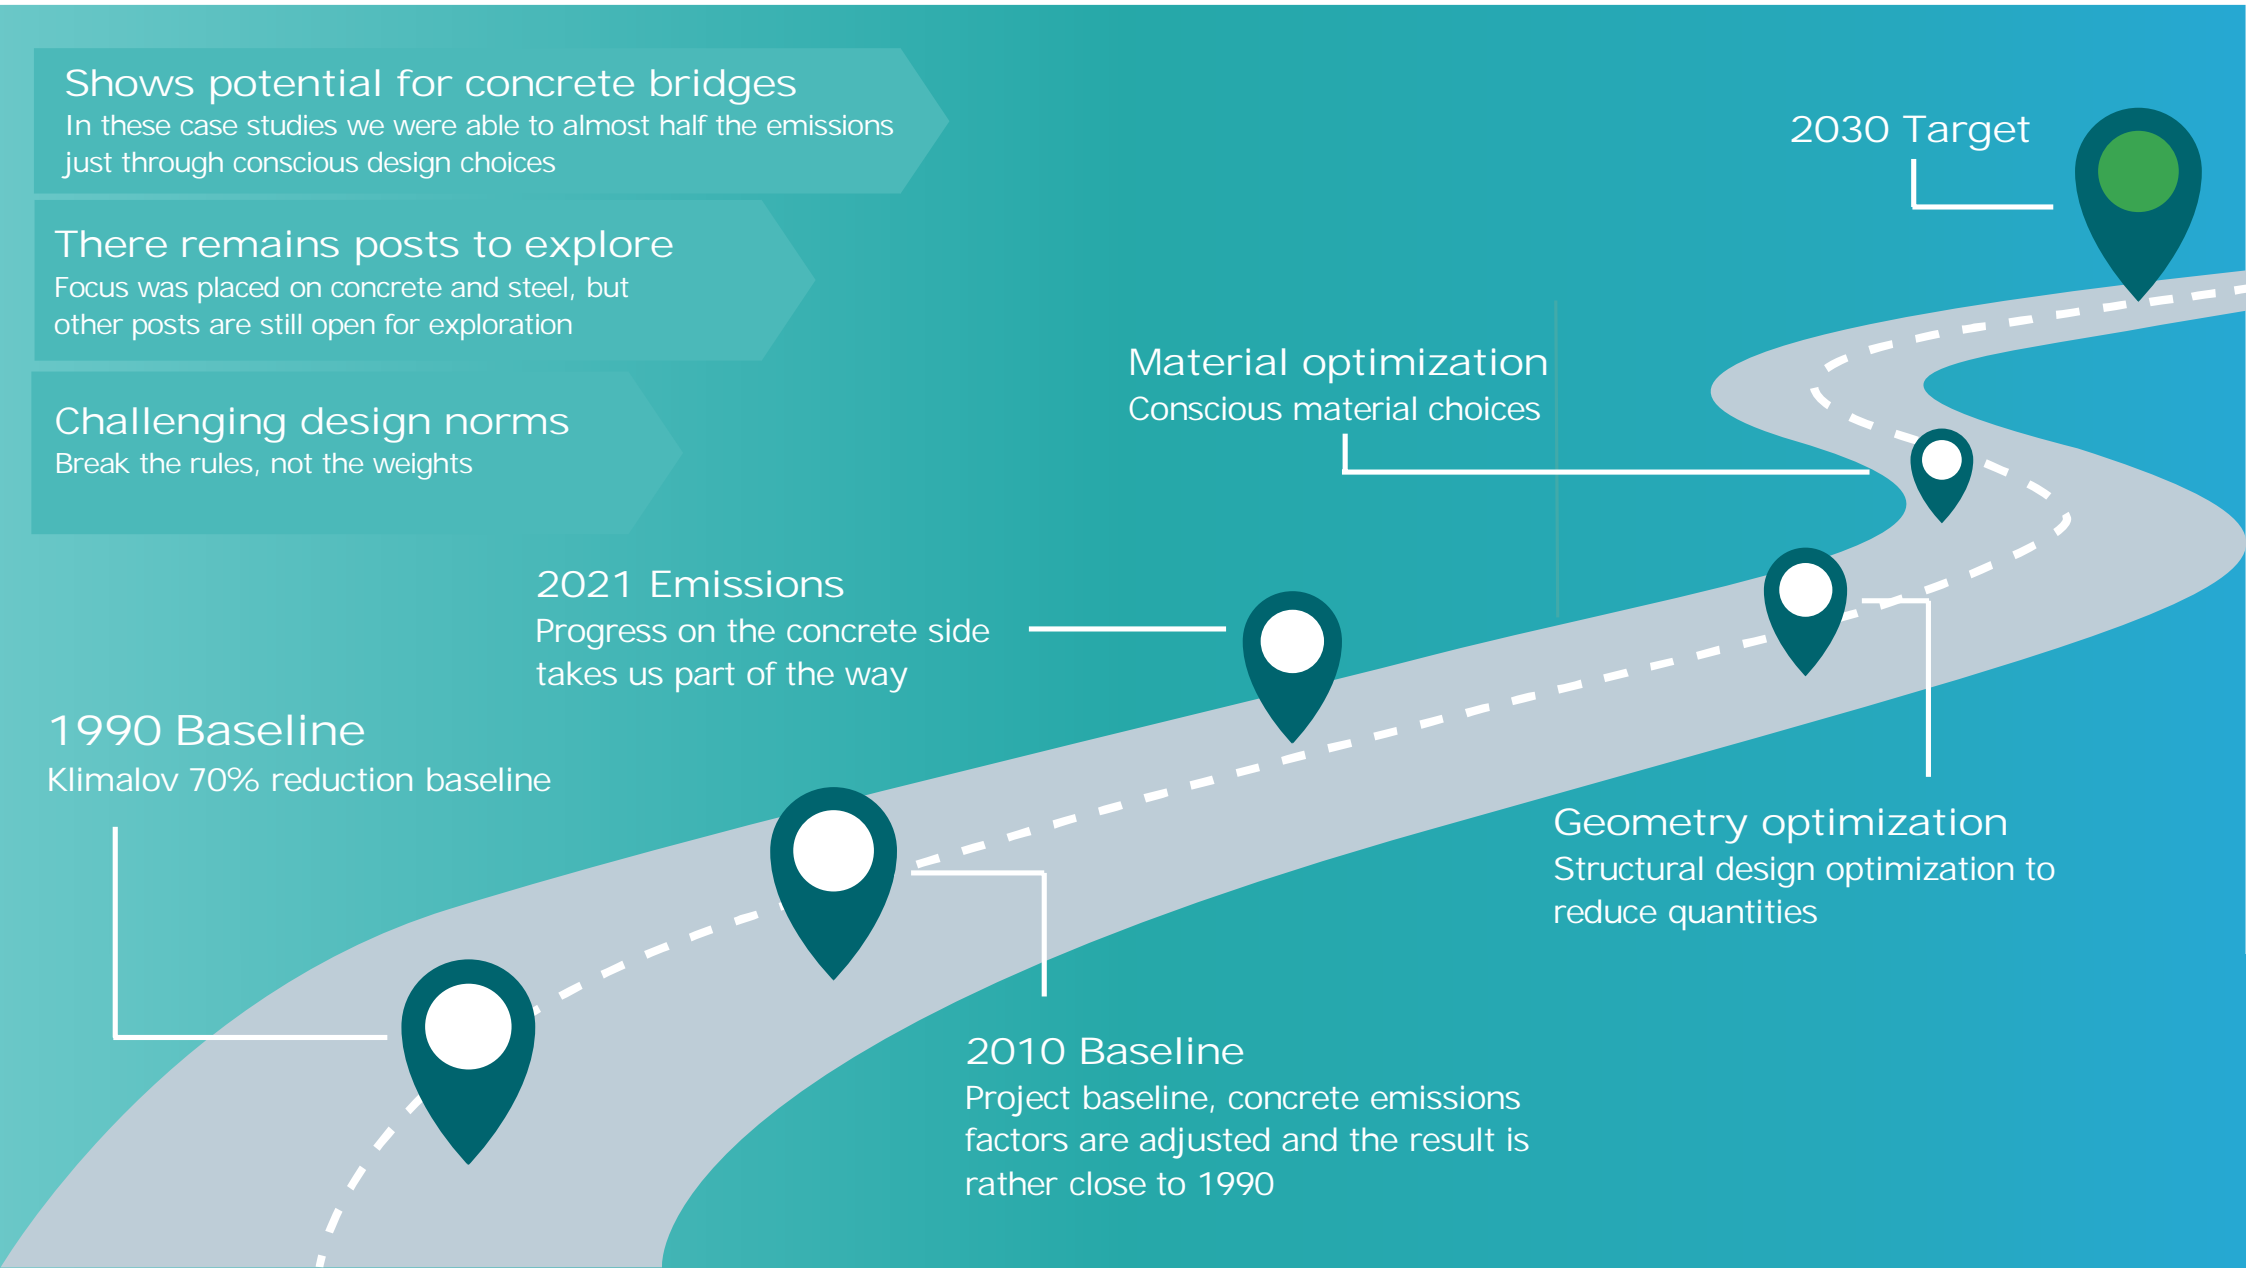 Shows potential for concrete bridges
In these case studies we were able to almost half the emissions
just through conscious design choices
There remains posts to explore
Focus was placed on concrete and steel, but
other posts are still open for exploration
Challenging design norms
Break the rules, not the weights
2030 Target
Material optimization
Conscious material choices
2021 Emissions
Progress on the concrete side
takes us part of the way
1990 Baseline
Klimalov 70% reduction baseline
Geometry optimization
Structural design optimization to
reduce quantities
2010 Baseline
Project baseline, concrete emissions
factors are adjusted and the result is
rather close to 1990